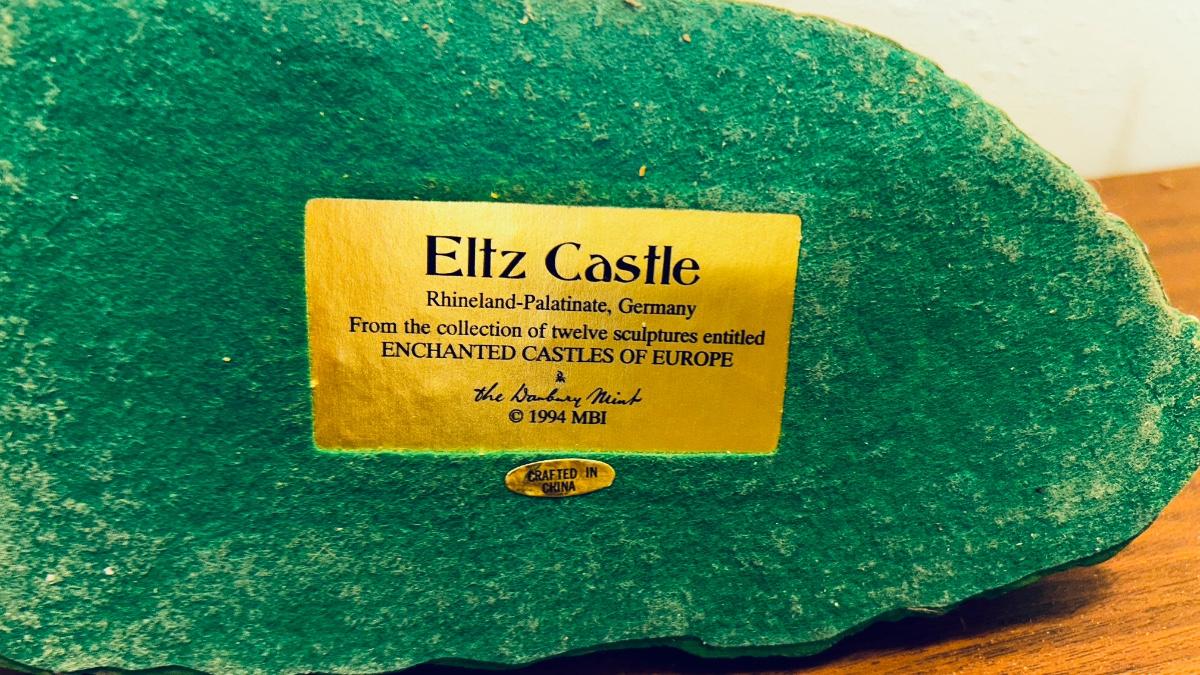 Eltz Castle
Rhineland-Palatinate, Germany
From the collection of twelve sculptures entitled
ENCHANTED CASTLES OF EUROPE
the Danbury Mint
© 1994 MBI
CRAFTED IN
CHINA